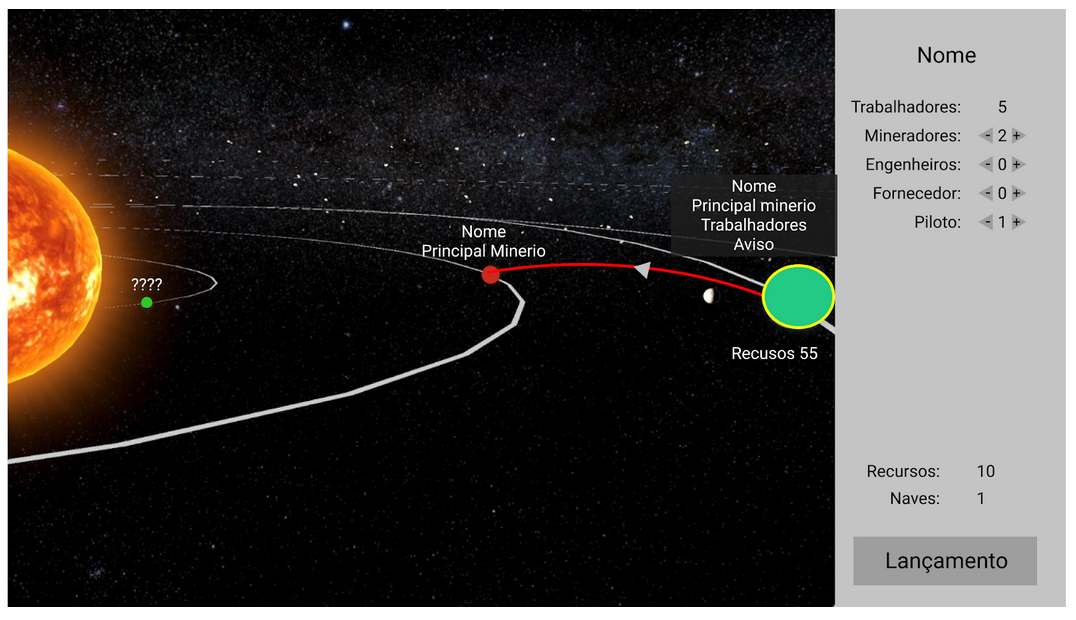 ????
Nome
Principal Minerio
Nome
Principal minerio
Trabalhadores
Aviso
Recusos 55
Nome
Trabalhadores: 5
Mineradores: - 2 +
Engenheiros: - 0 +
Fornecedor: - 0 +
Piloto: - 1 +
Recursos: 10
Naves: 1
Lançamento